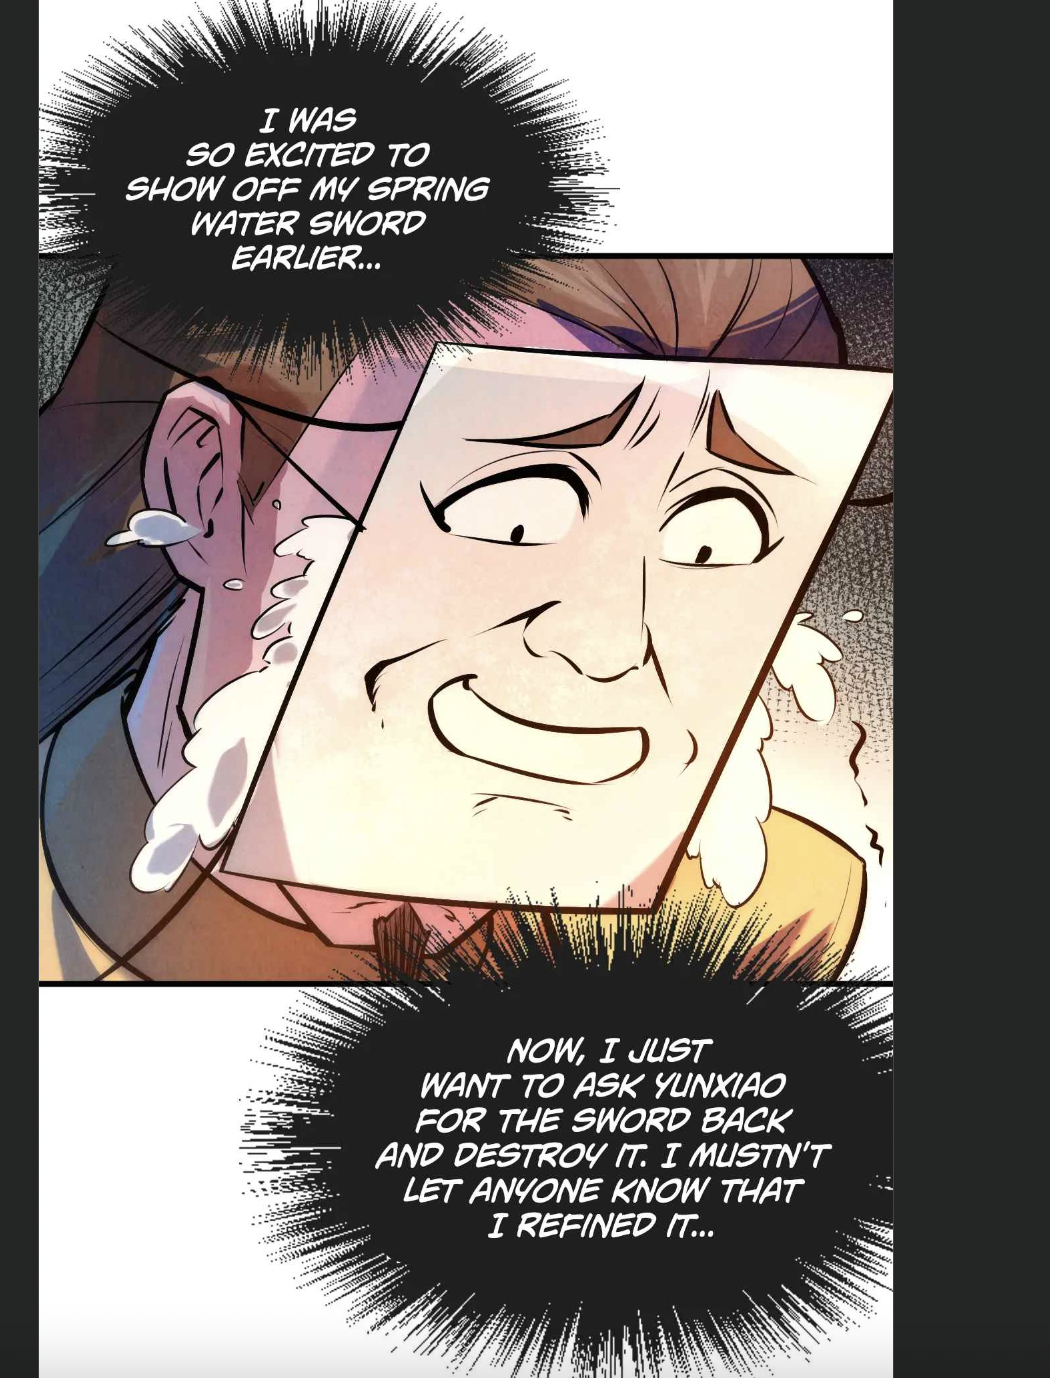 I WAS
SO EXCITED TO
SHOW OFF MY SPRING
WATER SWORD
EARLIER...
NOW, I JUST
WANT TO ASK YUNXIAO
FOR THE SWORD BACK
AND DESTROY IT. I MUSTN'T
LET ANYONE KNOW THAT
I REFINED IT...